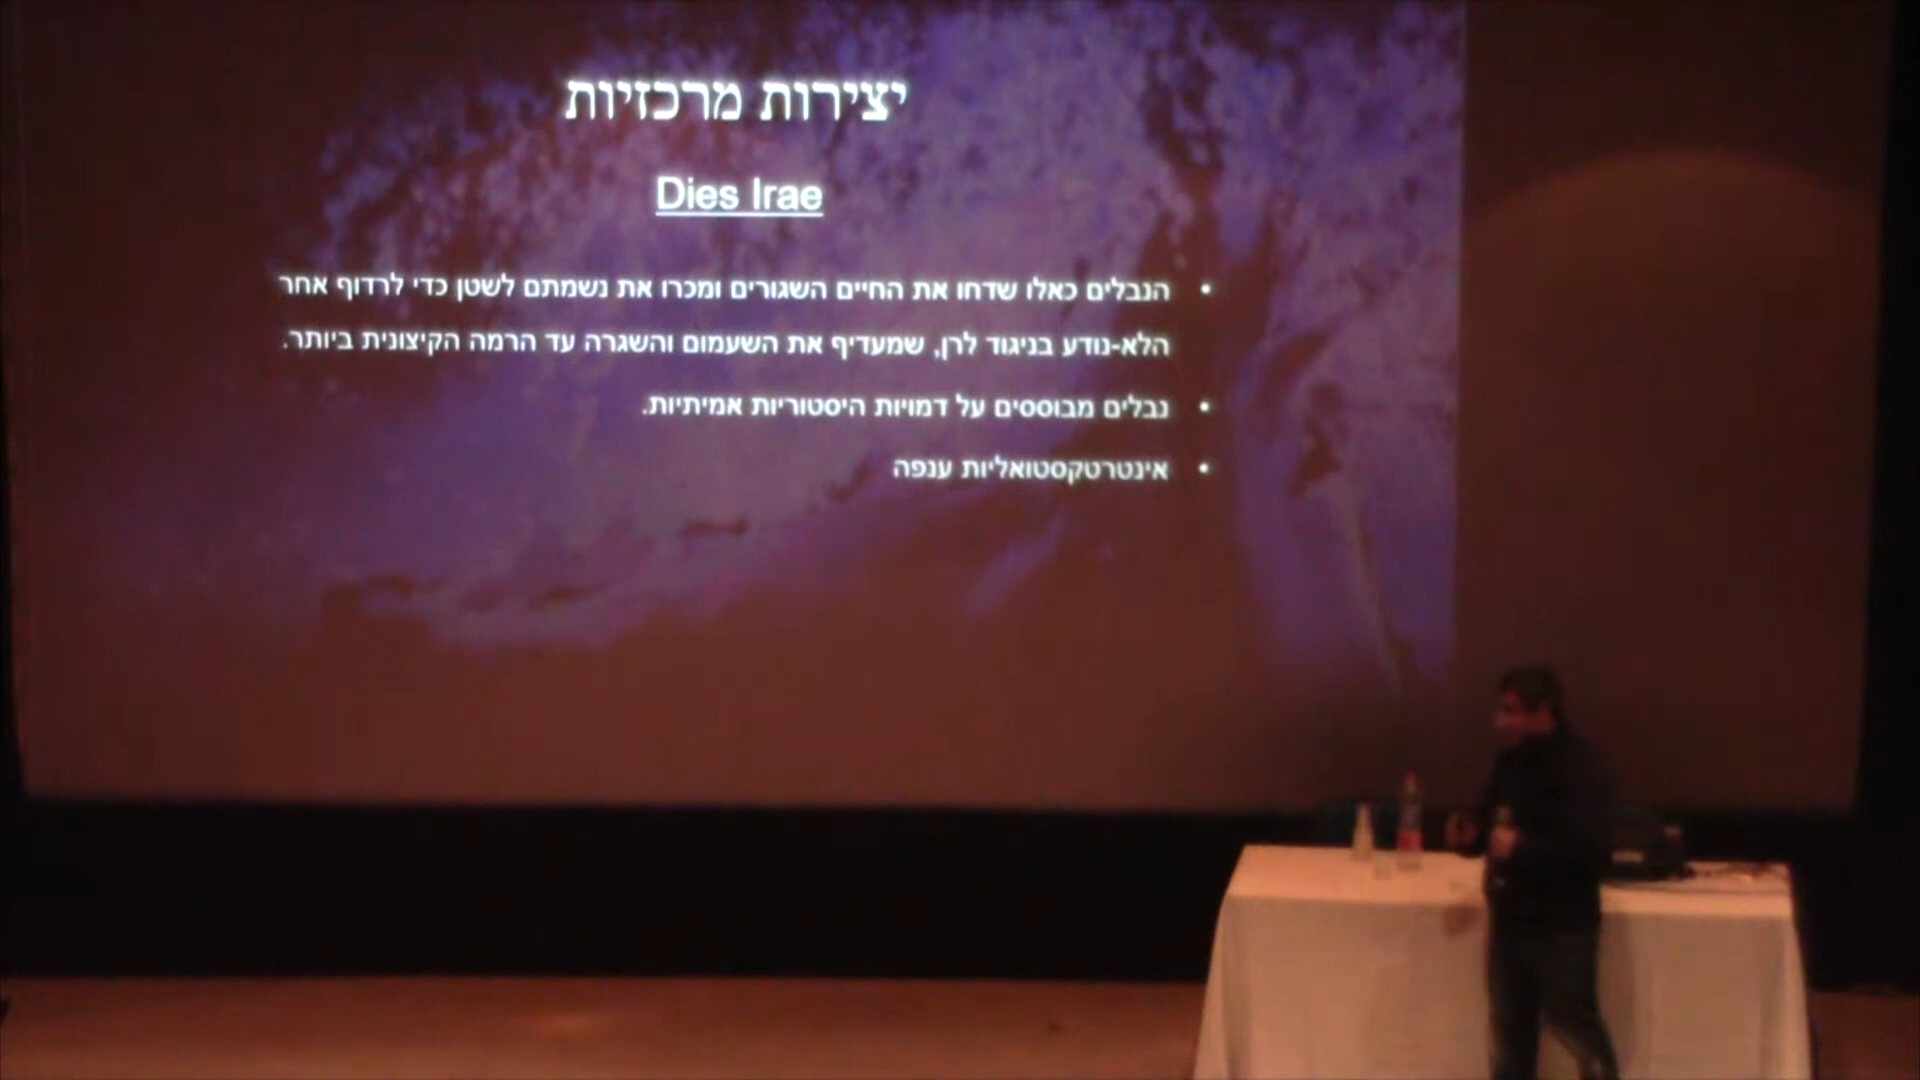 יצירות מרכזיות
Dies Irae
• הנבלים כאלו שדחו את החיים השגורים ומכרו את נשמתם לשטן כדי לרדוף אחר
הלא-נודע בניגוד לרן, שמעדיף את השעמום והשגרה עד הרמה הקיצונית ביותר.
• נבלים מבוססים על דמויות היסטוריות אמיתיות.
• אינטרטקסטואליות ענפה